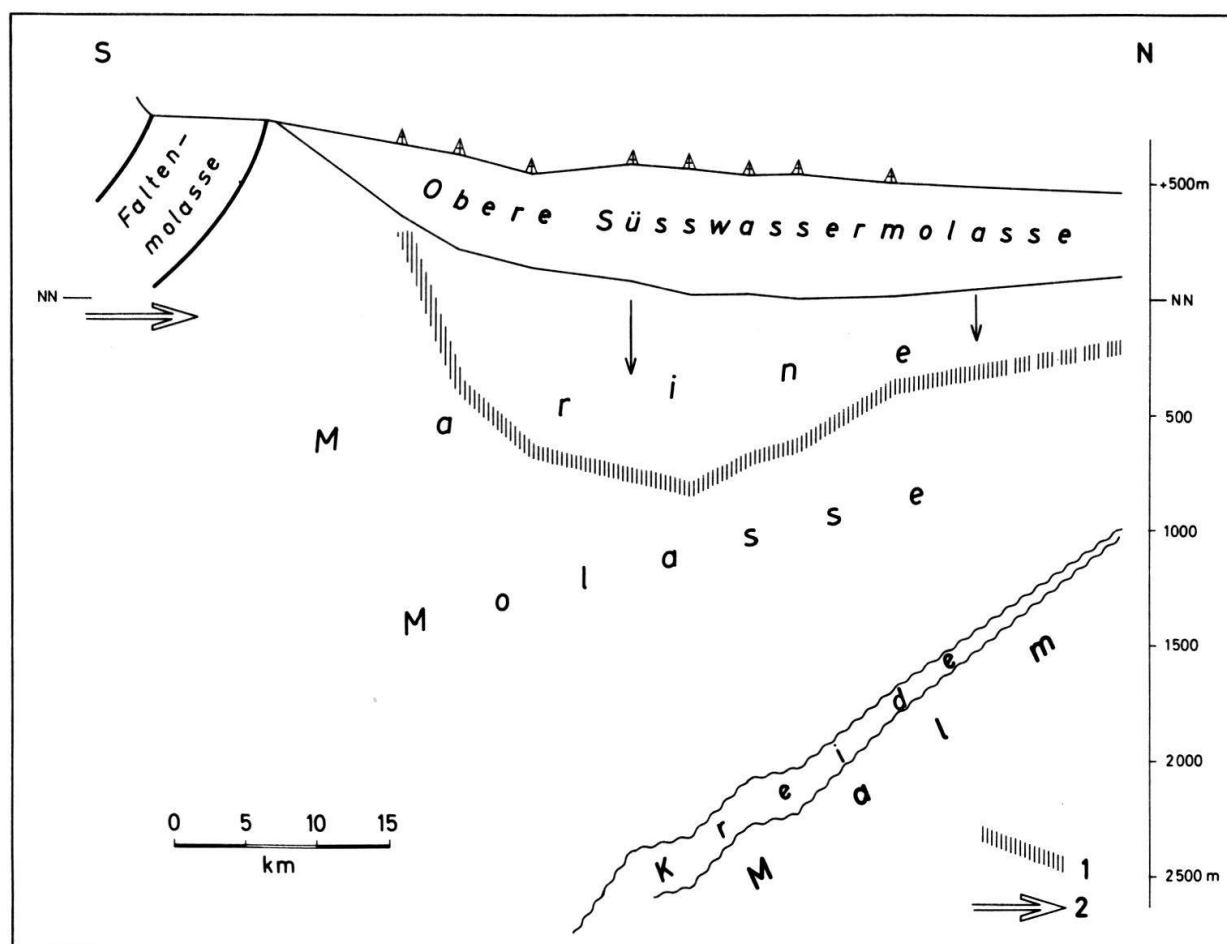 S
N
Falten-
molasse
Obere Süsswassermolasse
+500m
NN
NN
Marine
500
Molasse
1000
1500
Kreide
Malm
2000
0 5 10 15
km
1
2500 m
2